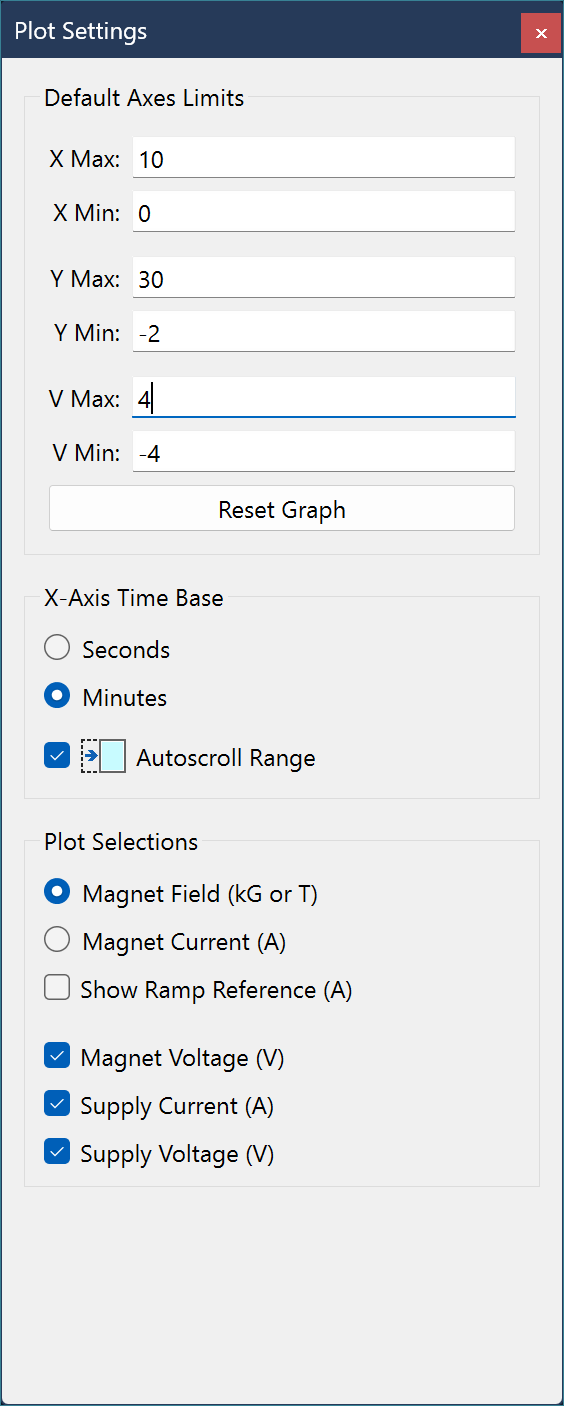 Plot Settings
Default Axes Limits
X Max: 10
X Min: 0
Y Max: 30
Y Min: -2
V Max: 4
V Min: -4
Reset Graph
X-Axis Time Base
Seconds
Minutes
Autoscroll Range
Plot Selections
Magnet Field (kG or T)
Magnet Current (A)
Show Ramp Reference (A)
Magnet Voltage (V)
Supply Current (A)
Supply Voltage (V)